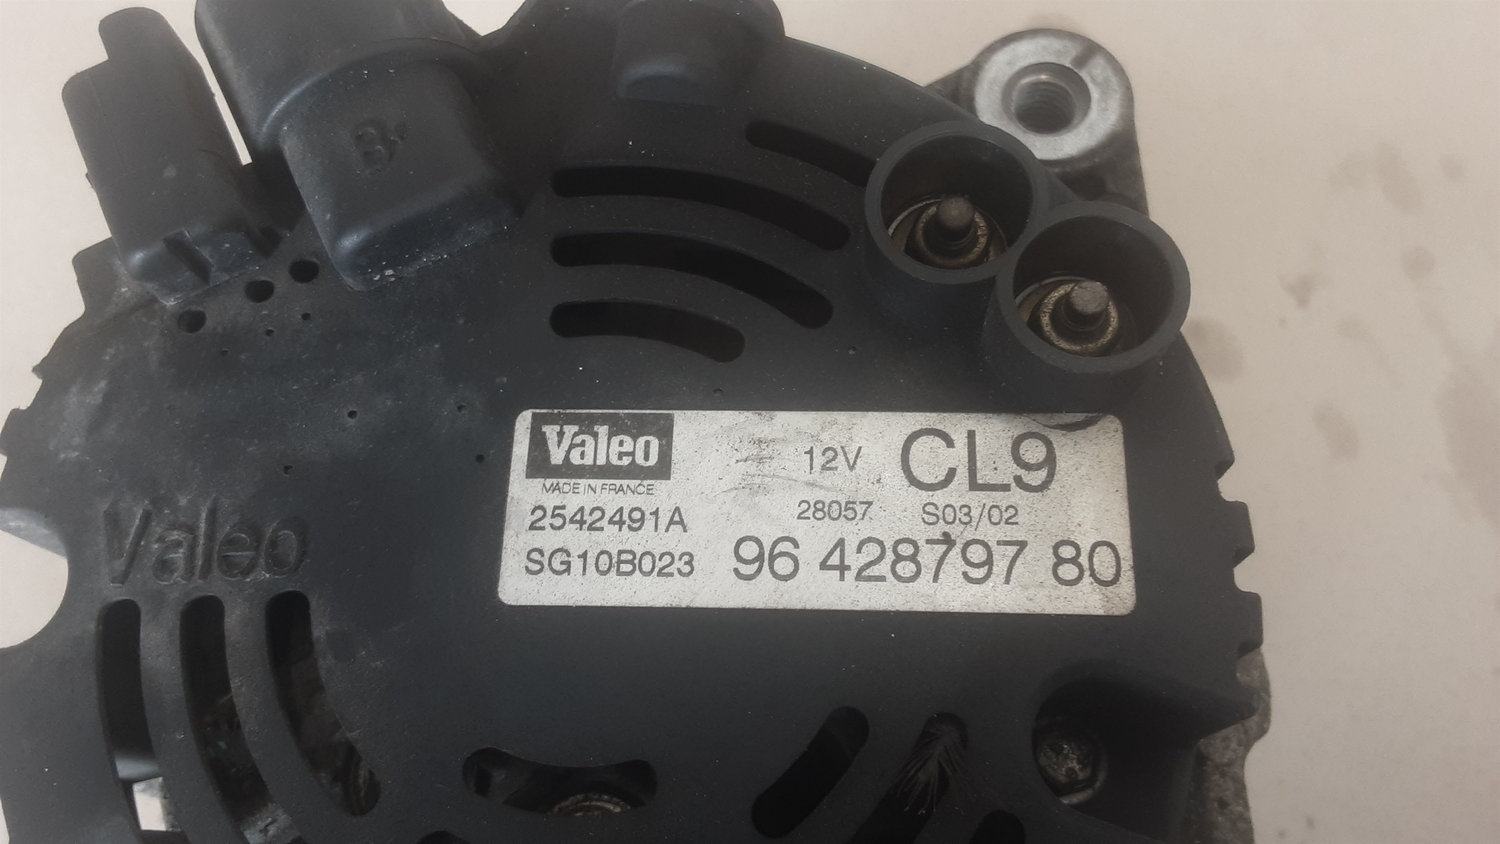 B+
Valeo
MADE IN FRANCE
12V CL9
2542491A 28057 S03/02
SG10B023 96 428797 80
Valeo